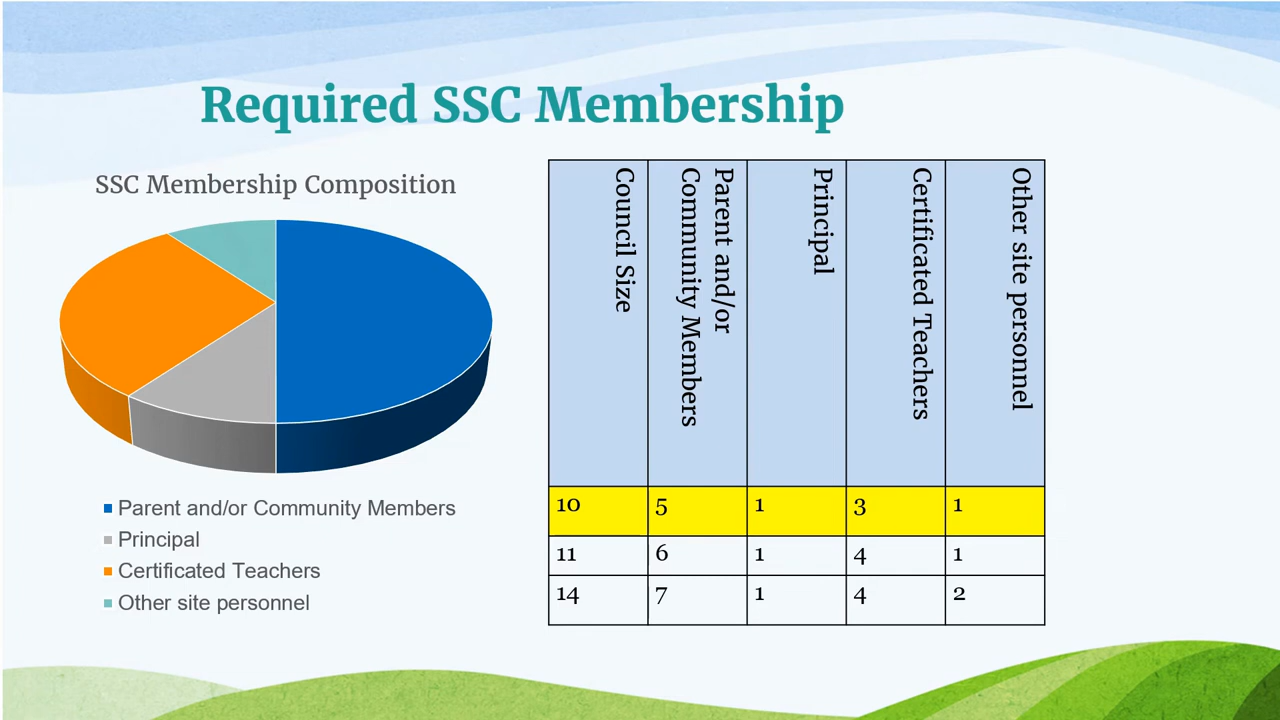 Required SSC Membership
SSC Membership Composition
Parent and/or Community Members
Principal
Certificated Teachers
Other site personnel
Council Size
Parent and/or
Community Members
Principal
Certificated Teachers
Other site personnel
10 5 1 3 1
11 6 1 4 1
14 7 1 4 2